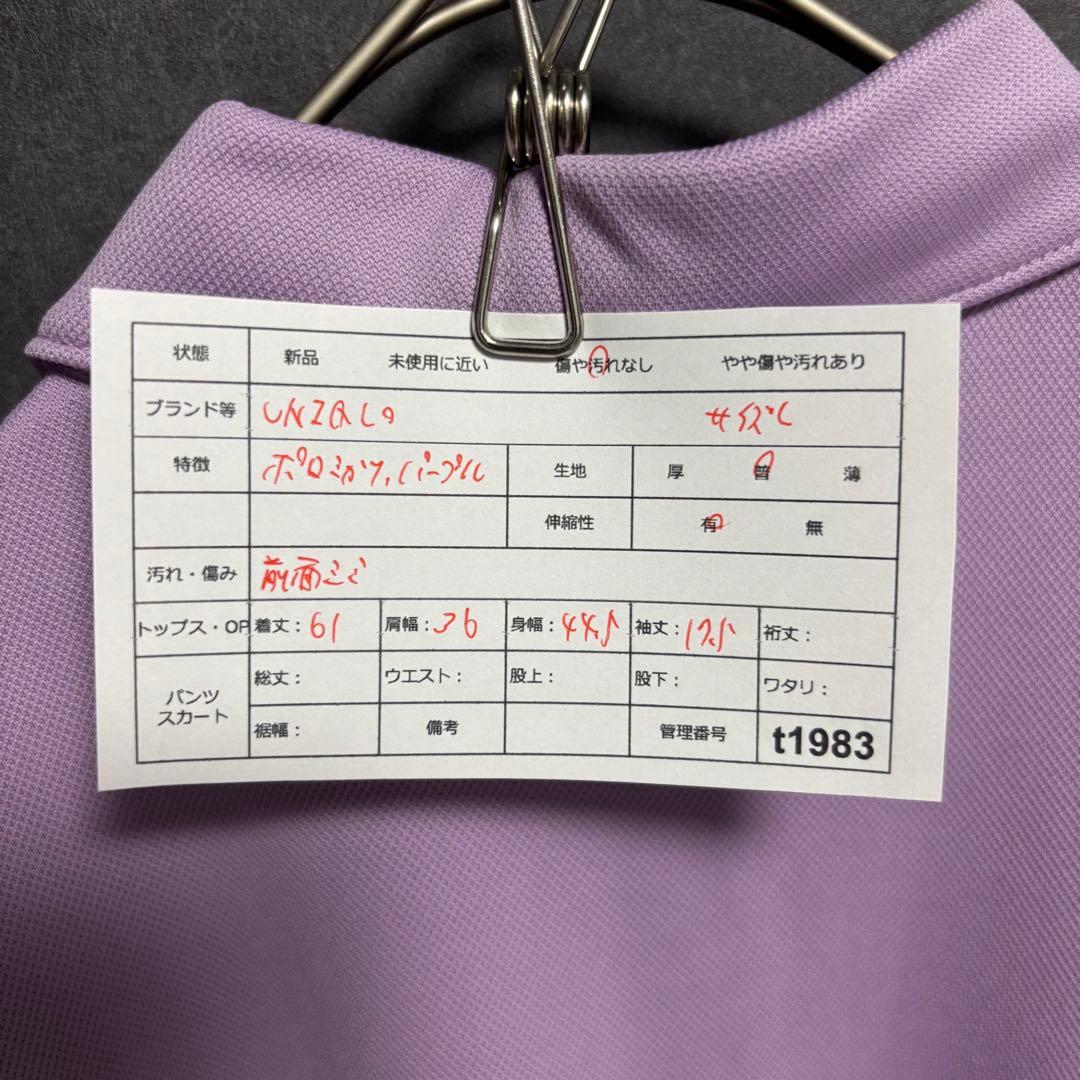 状態 新品 未使用に近い 傷や汚れなし やや傷や汚れあり
ブランド等 UNIQLO サイズL
特徴 ポロシャツ,パープル 生地 厚 普 薄
伸縮性 有 無
汚れ・傷み 前面シミ
トップス・OP 着丈：61 肩幅：36 身幅：44.5 袖丈：17.5 裄丈：
パンツ スカート 総丈： ウエスト： 股上： 股下： ワタリ：
裾幅： 備考 管理番号 t1983